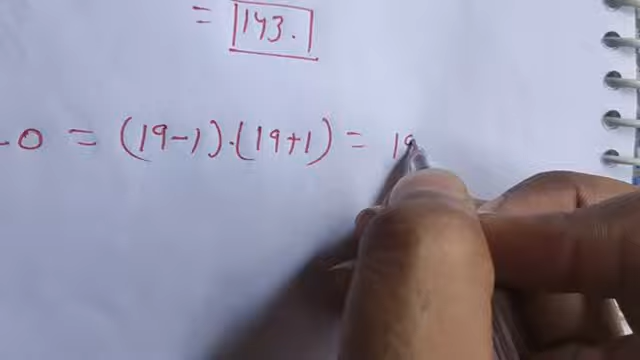 = 143.
0 = (19-1).(19+1) = 19